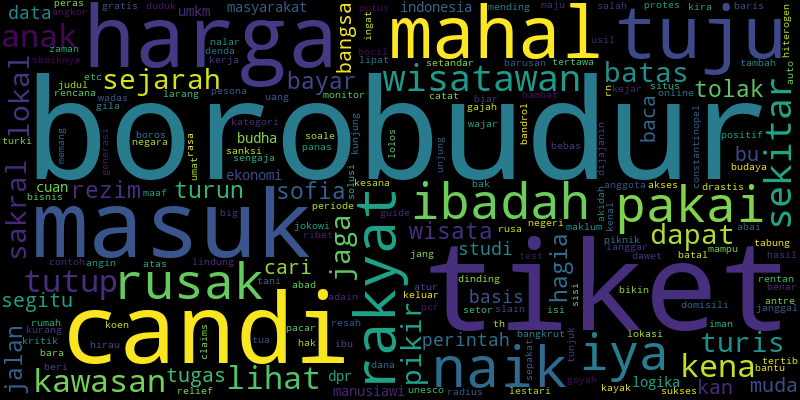 data
peras
angkor
gratis
duduk
umkm
masyarakat
bangsa
ingat
putus
lipat
indonesia
mending
maju
salah
protes
kira
baris
anak
zaman
sbaiknya
harga
nalar
denda
kerja
bocil
mahal
setandar
barusan
tertawa
usil
tuju
tambah
auto
hiterogen
lokal
judul
rencana
etc
wadas
gila
sejarah
larang
pesona
uang
bayar
monitor
wisatawan
catat
gajah
biar
hambat
batas
kejar
situs
online
tolak
sekitar
borobudur
turki
memang
generasi
boros
negara
umat
rasa
kategori
budha
sanksi
sengaja
soale
panas
kunjung
lolos
unjung
wajar
bandrol
bebas
dijajanin
baca
constantinopel
positif
bu
budaya
sakral
cuan
bisnis
rezim
maaf
turun
ekonomi
sofia
periode
solusi
kesana
bak
ibadah
akidah
kenal
anggota
akses
drastis
pakai
masuk
big
jokowi
ribet
jaga
rakyat
guide
wisata
rusa
negeri
maklum
piknik
langgar
dawet
dapat
batal
abai
mampu
tabung
hasil
contoh
angin
atas
lindung
cari
jang
studi
hagia
test
tiket
tutup
rusak
tani
abad
adain
atur
keluar
pcr
dinding
basis
setor
slain
isi
sisi
bikin
domisili
rentan
benar
antre
janggal
segitu
candi
rumah
kurang
kritik
bara
koen
hirau
claims
pacar
hak
tua
resah
ibu
pikir
perintah
th
bangkrut
sepakat
tunjuk
lokasi
iman
turis
jalan
beri
kawasan
tugas
relief
lihat
dpr
dana
manusiawi
unesco
naik
radius
lestari
iya
goyah
kayak
logika
sukses
kena
kan
tertib
bantu
muda